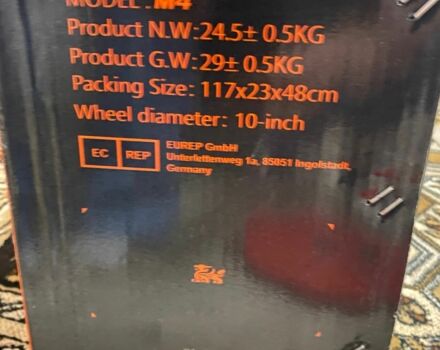 MODEL : M4
Product N.W:24.5± 0.5KG
Product G.W:29± 0.5KG
Packing Size: 117x23x48cm
Wheel diameter: 10-inch
EC REP
EUREP GmbH
Unterlettenweg 1a, 85051 Ingolstadt,
Germany